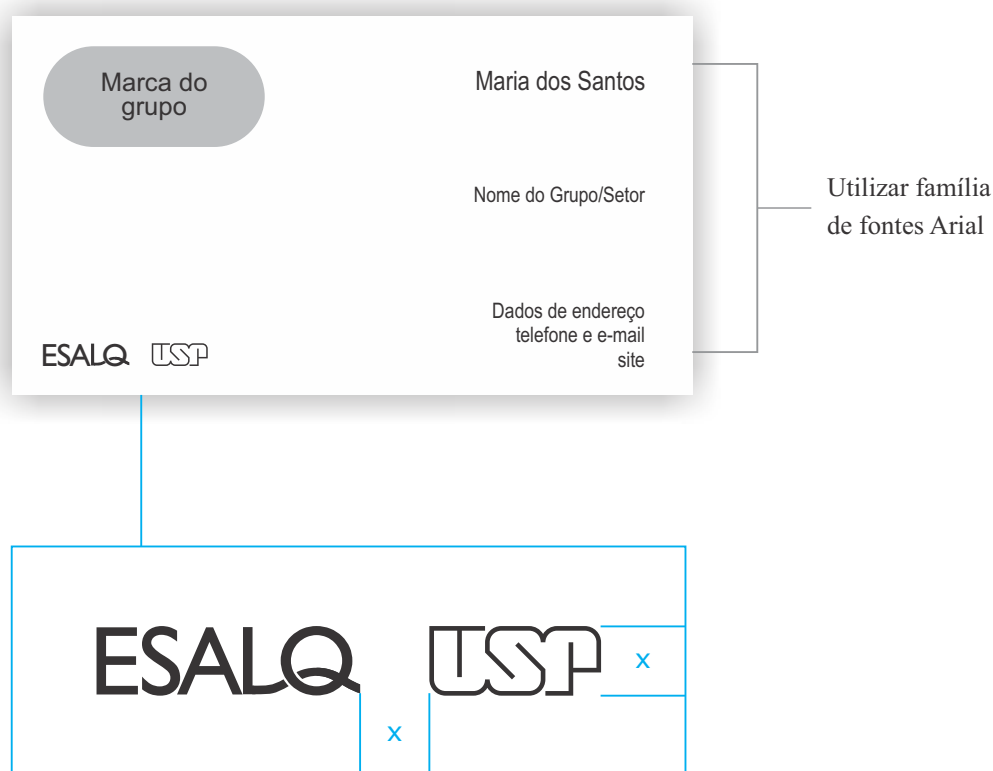 Marca do
grupo
Maria dos Santos
Nome do Grupo/Setor
Dados de endereço
telefone e e-mail
site
ESALQ USP
Utilizar família
de fontes Arial
ESALQ USP
x
x